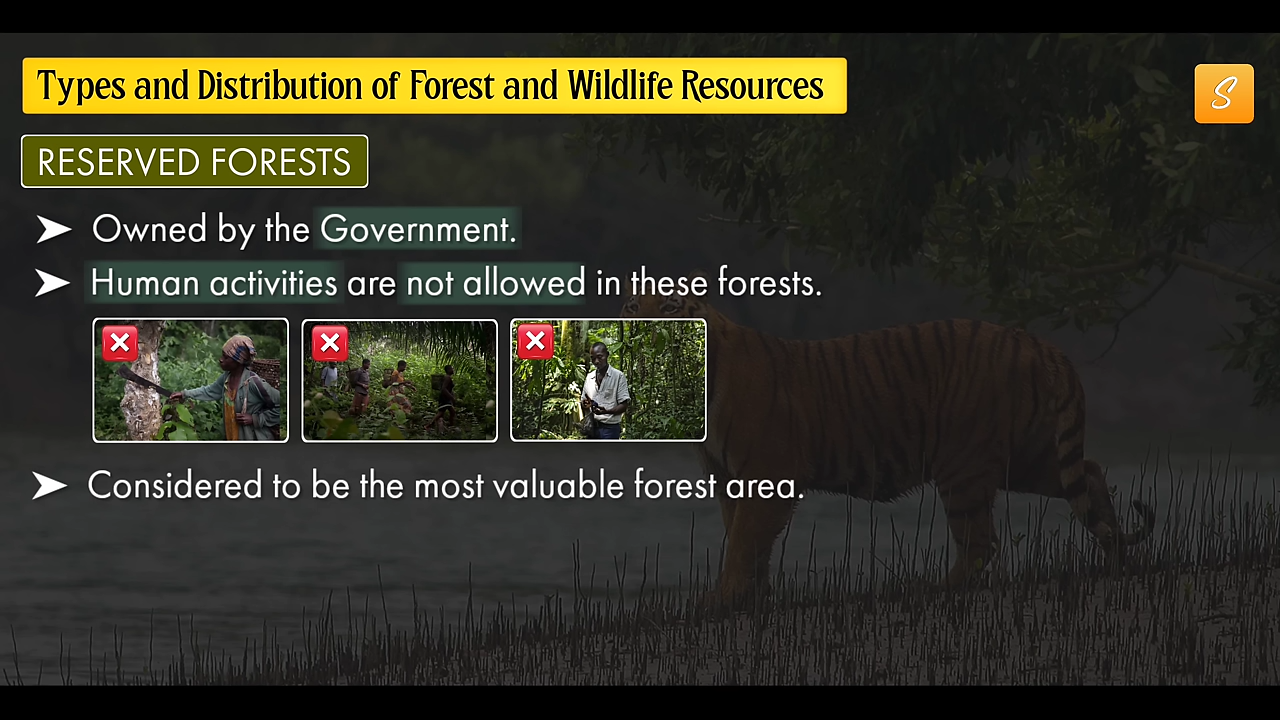 Types and Distribution of Forest and Wildlife Resources
S
RESERVED FORESTS
➤ Owned by the Government.
➤ Human activities are not allowed in these forests.
➤ Considered to be the most valuable forest area.